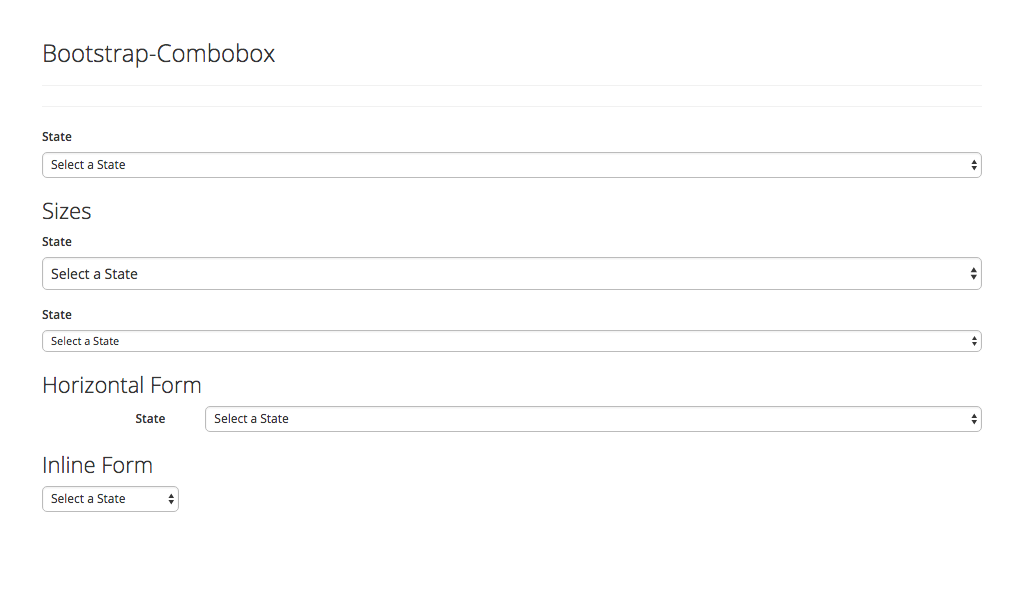 Bootstrap-Combobox
State
Select a State
Sizes
State
Select a State
State
Select a State
Horizontal Form
State Select a State
Inline Form
Select a State